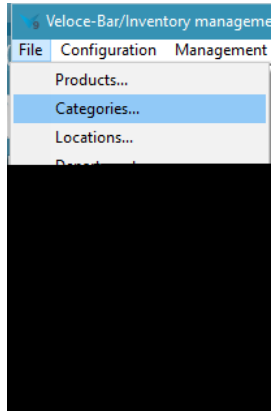 Veloce-Bar/Inventory manageme
File Configuration Management
Products...
Categories...
Locations...